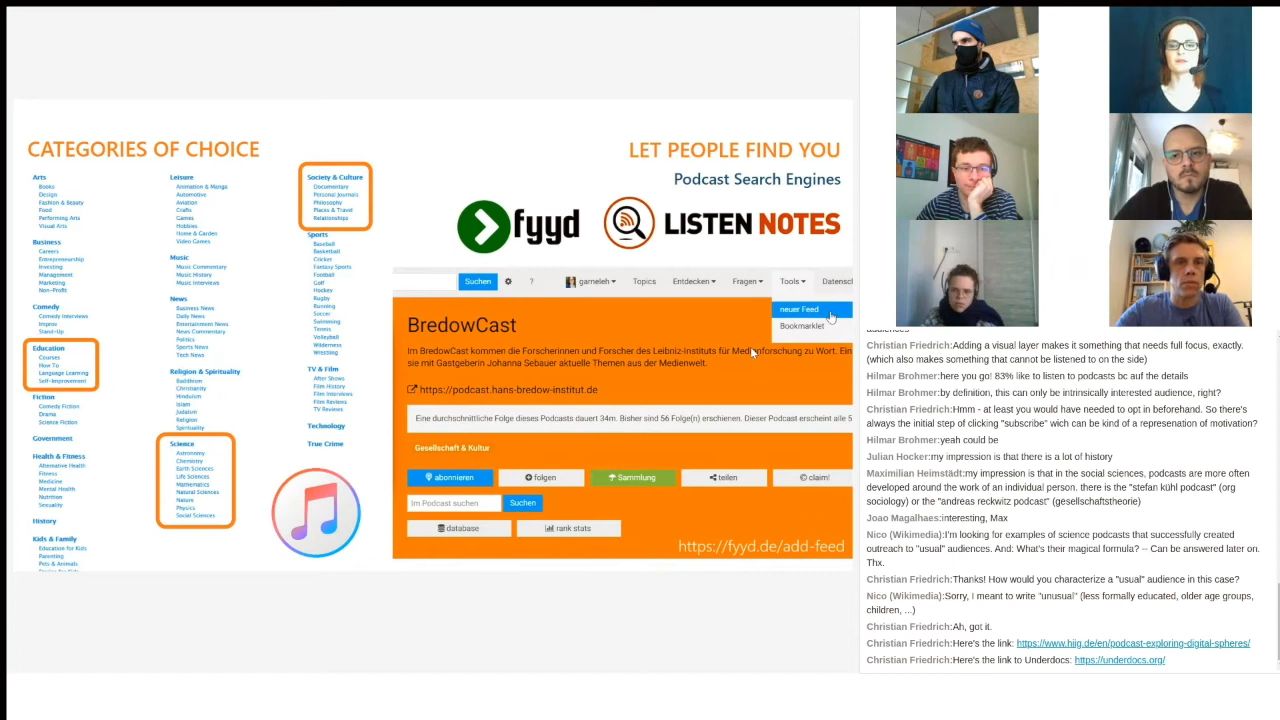 CATEGORIES OF CHOICE
Arts
Books
Design
Fashion & Beauty
Food
Performing Arts
Visual Arts
Business
Careers
Entrepreneurship
Investing
Management
Marketing
Non-Profit
Comedy
Comedy Interviews
Improv
Stand-Up
Education
Courses
How To
Language Learning
Self-Improvement
Fiction
Comedy Fiction
Drama
Science Fiction
Government
Health & Fitness
Alternative Health
Fitness
Medicine
Mental Health
Nutrition
Sexuality
History
Kids & Family
Education for Kids
Parenting
Pets & Animals
Leisure
Animation & Manga
Automotive
Aviation
Crafts
Games
Hobbies
Home & Garden
Video Games
Music
Music Commentary
Music History
Music Interviews
News
Business News
Daily News
Entertainment News
News Commentary
Politics
Sports News
Tech News
Religion & Spirituality
Buddhism
Christianity
Hinduism
Islam
Judaism
Religion
Spirituality
Science
Astronomy
Chemistry
Earth Sciences
Life Sciences
Mathematics
Natural Sciences
Nature
Physics
Social Sciences
Society & Culture
Documentary
Personal Journals
Philosophy
Places & Travel
Relationships
Sports
Baseball
Basketball
Cricket
Fantasy Sports
Football
Golf
Hockey
Rugby
Running
Soccer
Swimming
Tennis
Volleyball
Wilderness
Wrestling
TV & Film
After Shows
Film History
Film Interviews
Film Reviews
TV Reviews
Technology
True Crime
LET PEOPLE FIND YOU
Podcast Search Engines
fyyd
LISTEN NOTES
Suchen ? garneleh Topics Entdecken Fragen Tools Datensch
neuer Feed
Bookmarklet
BredowCast
Im BredowCast kommen die Forscherinnen und Forscher des Leibniz-Instituts für Medienforschung zu Wort. Ein
sie mit Gastgeberin Johanna Sebauer aktuelle Themen aus der Medienwelt.
https://podcast.hans-bredow-institut.de
Eine durchschnittliche Folge dieses Podcasts dauert 34m. Bisher sind 56 Folge(n) erschienen. Dieser Podcast erscheint alle 5
Gesellschaft & Kultur
abonnieren folgen Sammlung teilen claim!
Im Podcast suchen Suchen
database rank stats
https://fyyd.de/add-feed
audiences
Christian Friedrich:Adding a visual layer makes it something that needs full focus, exactly.
(which also makes something that cannot be listened to on the side)
Hilmar Brohmer:here you go! 83% like to listen to podcasts bc auf the details
Hilmar Brohmer:by definition, this can only be intrinsically interested audience, right?
Christian Friedrich:Hmm - at least you would have needed to opt in beforehand. So there's
always the initial step of clicking "subscribe" wich can be kind of a represenation of motivation?
Hilmar Brohmer:yeah could be
Julian Hocker:my impression is that there is a lot of history
Maximilian Heimstädt:my impression is that in the social sciences, podcasts are more often
developed around the work of an individual person. there is the "stefan kühl podcast" (org
sociology) or the "andreas reckwitz podcast" (gesellschaftstheorie)
Joao Magalhaes:interesting, Max
Nico (Wikimedia):I'm looking for examples of science podcasts that successfully created
outreach to "usual" audiences. And: What's their magical formula? -- Can be answered later on.
Thx.
Christian Friedrich:Thanks! How would you characterize a "usual" audience in this case?
Nico (Wikimedia):Sorry, I meant to write "unusual" (less formally educated, older age groups,
children, ...)
Christian Friedrich:Ah, got it.
Christian Friedrich:Here's the link: https://www.hiig.de/en/podcast-exploring-digital-spheres/
Christian Friedrich:Here's the link to Underdocs: https://underdocs.org/